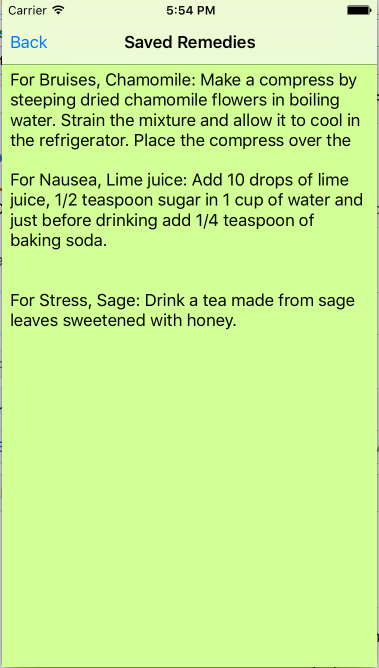 Carrier 5:54 PM
Back Saved Remedies
For Bruises, Chamomile: Make a compress by
steeping dried chamomile flowers in boiling
water. Strain the mixture and allow it to cool in
the refrigerator. Place the compress over the
For Nausea, Lime juice: Add 10 drops of lime
juice, 1/2 teaspoon sugar in 1 cup of water and
just before drinking add 1/4 teaspoon of
baking soda.
For Stress, Sage: Drink a tea made from sage
leaves sweetened with honey.